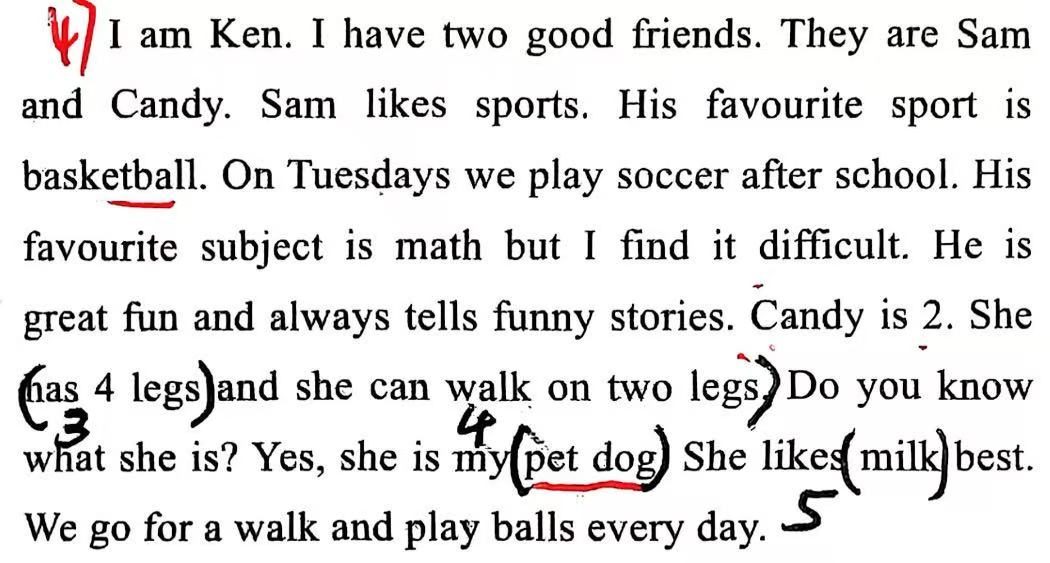 4) I am Ken. I have two good friends. They are Sam
and Candy. Sam likes sports. His favourite sport is
basketball. On Tuesdays we play soccer after school. His
favourite subject is math but I find it difficult. He is
great fun and always tells funny stories. Candy is 2. She
(has 4 legs) and she can walk on two legs.) Do you know
3 4
what she is? Yes, she is my (pet dog) She likes (milk) best.
We go for a walk and play balls every day. 5